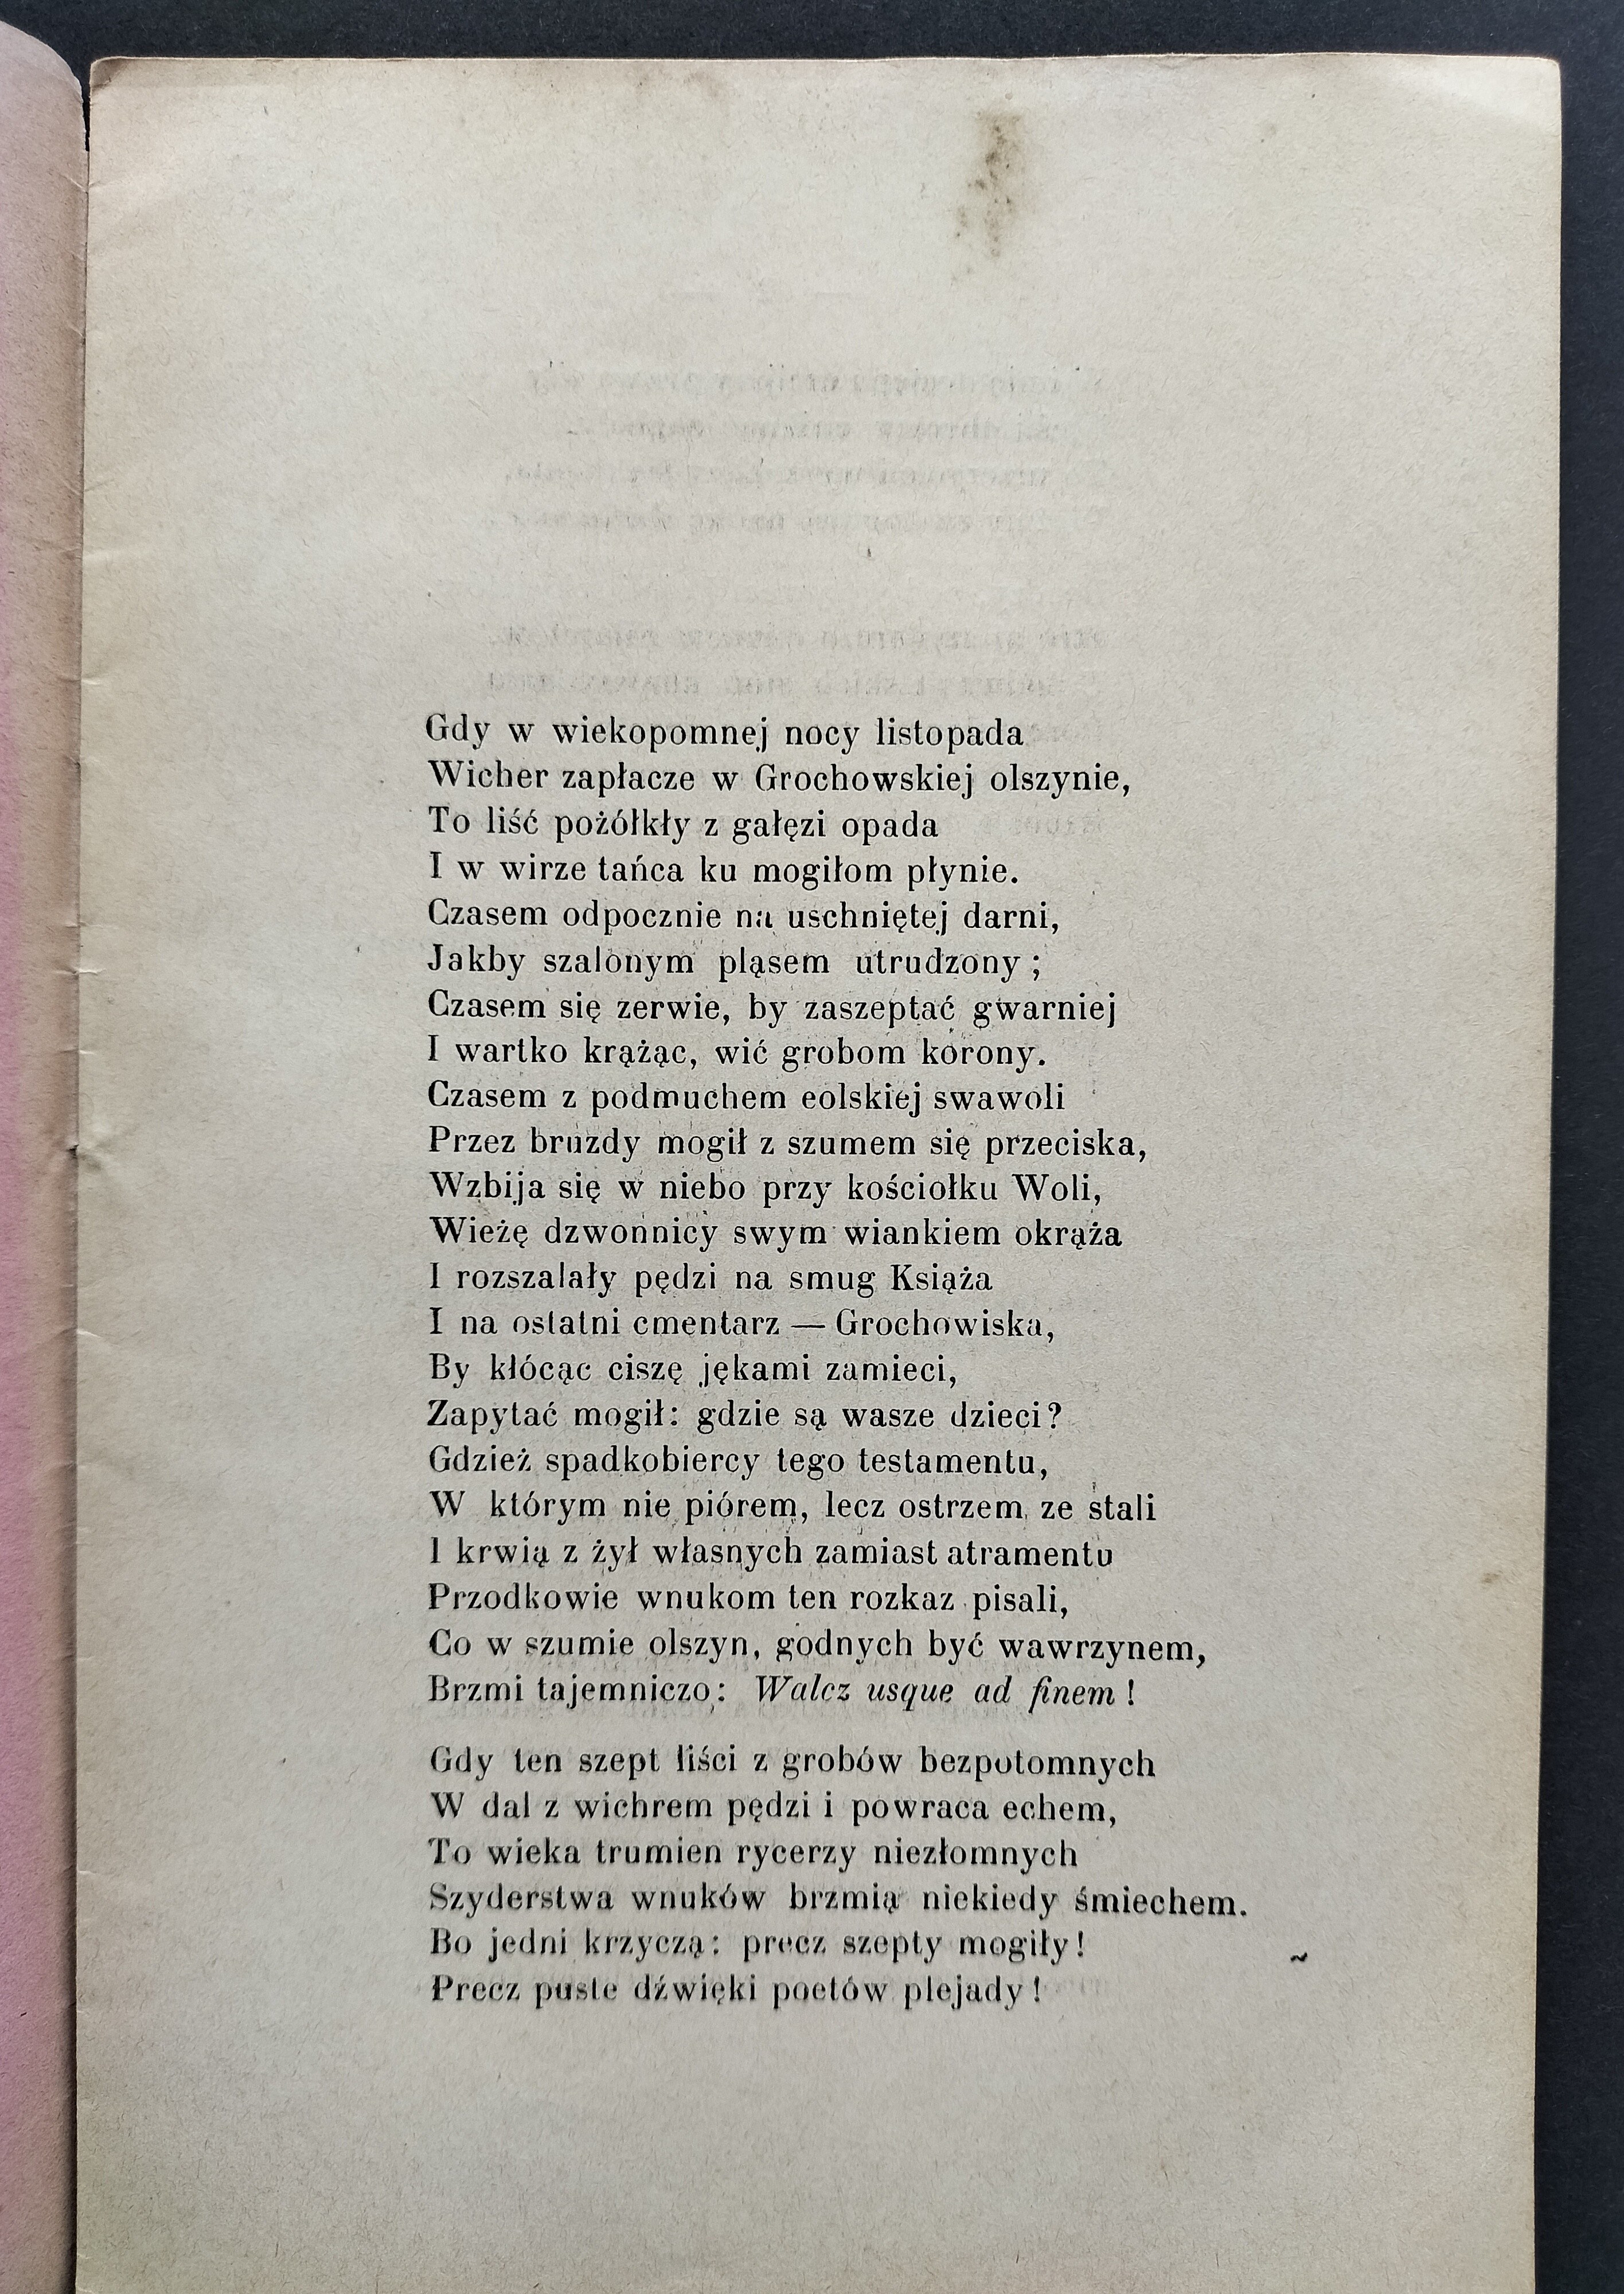 Gdy w wiekopomnej nocy listopada
Wicher zapłacze w Grochowskiej olszynie,
To liść pożółkły z gałęzi opada
I w wirze tańca ku mogiłom płynie.
Czasem odpocznie na uschniętej darni,
Jakby szalonym pląsem utrudzony ;
Czasem się zerwie, by zaszeptać gwarniej
I wartko krążąc, wić grobom korony.
Czasem z podmuchem eolskiej swawoli
Przez bruzdy mogił z szumem się przeciska,
Wzbija się w niebo przy kościołku Woli,
Wieżę dzwonnicy swym wiankiem okrąża
I rozszalały pędzi na smug Książa
I na ostatni cmentarz — Grochowiska,
By kłócąc ciszę jękami zamieci,
Zapytać mogił: gdzie są wasze dzieci?
Gdzież spadkobiercy tego testamentu,
W którym nie piórem, lecz ostrzem ze stali
I krwią z żył własnych zamiast atramentu
Przodkowie wnukom ten rozkaz pisali,
Co w szumie olszyn, godnych być wawrzynem,
Brzmi tajemniczo: Walcz usque ad finem !
Gdy ten szept liści z grobów bezpotomnych
W dal z wichrem pędzi i powraca echem,
To wieka trumien rycerzy niezłomnych
Szyderstwa wnuków brzmią niekiedy śmiechem.
Bo jedni krzyczą: precz szepty mogiły!
Precz puste dźwięki poetów plejady!